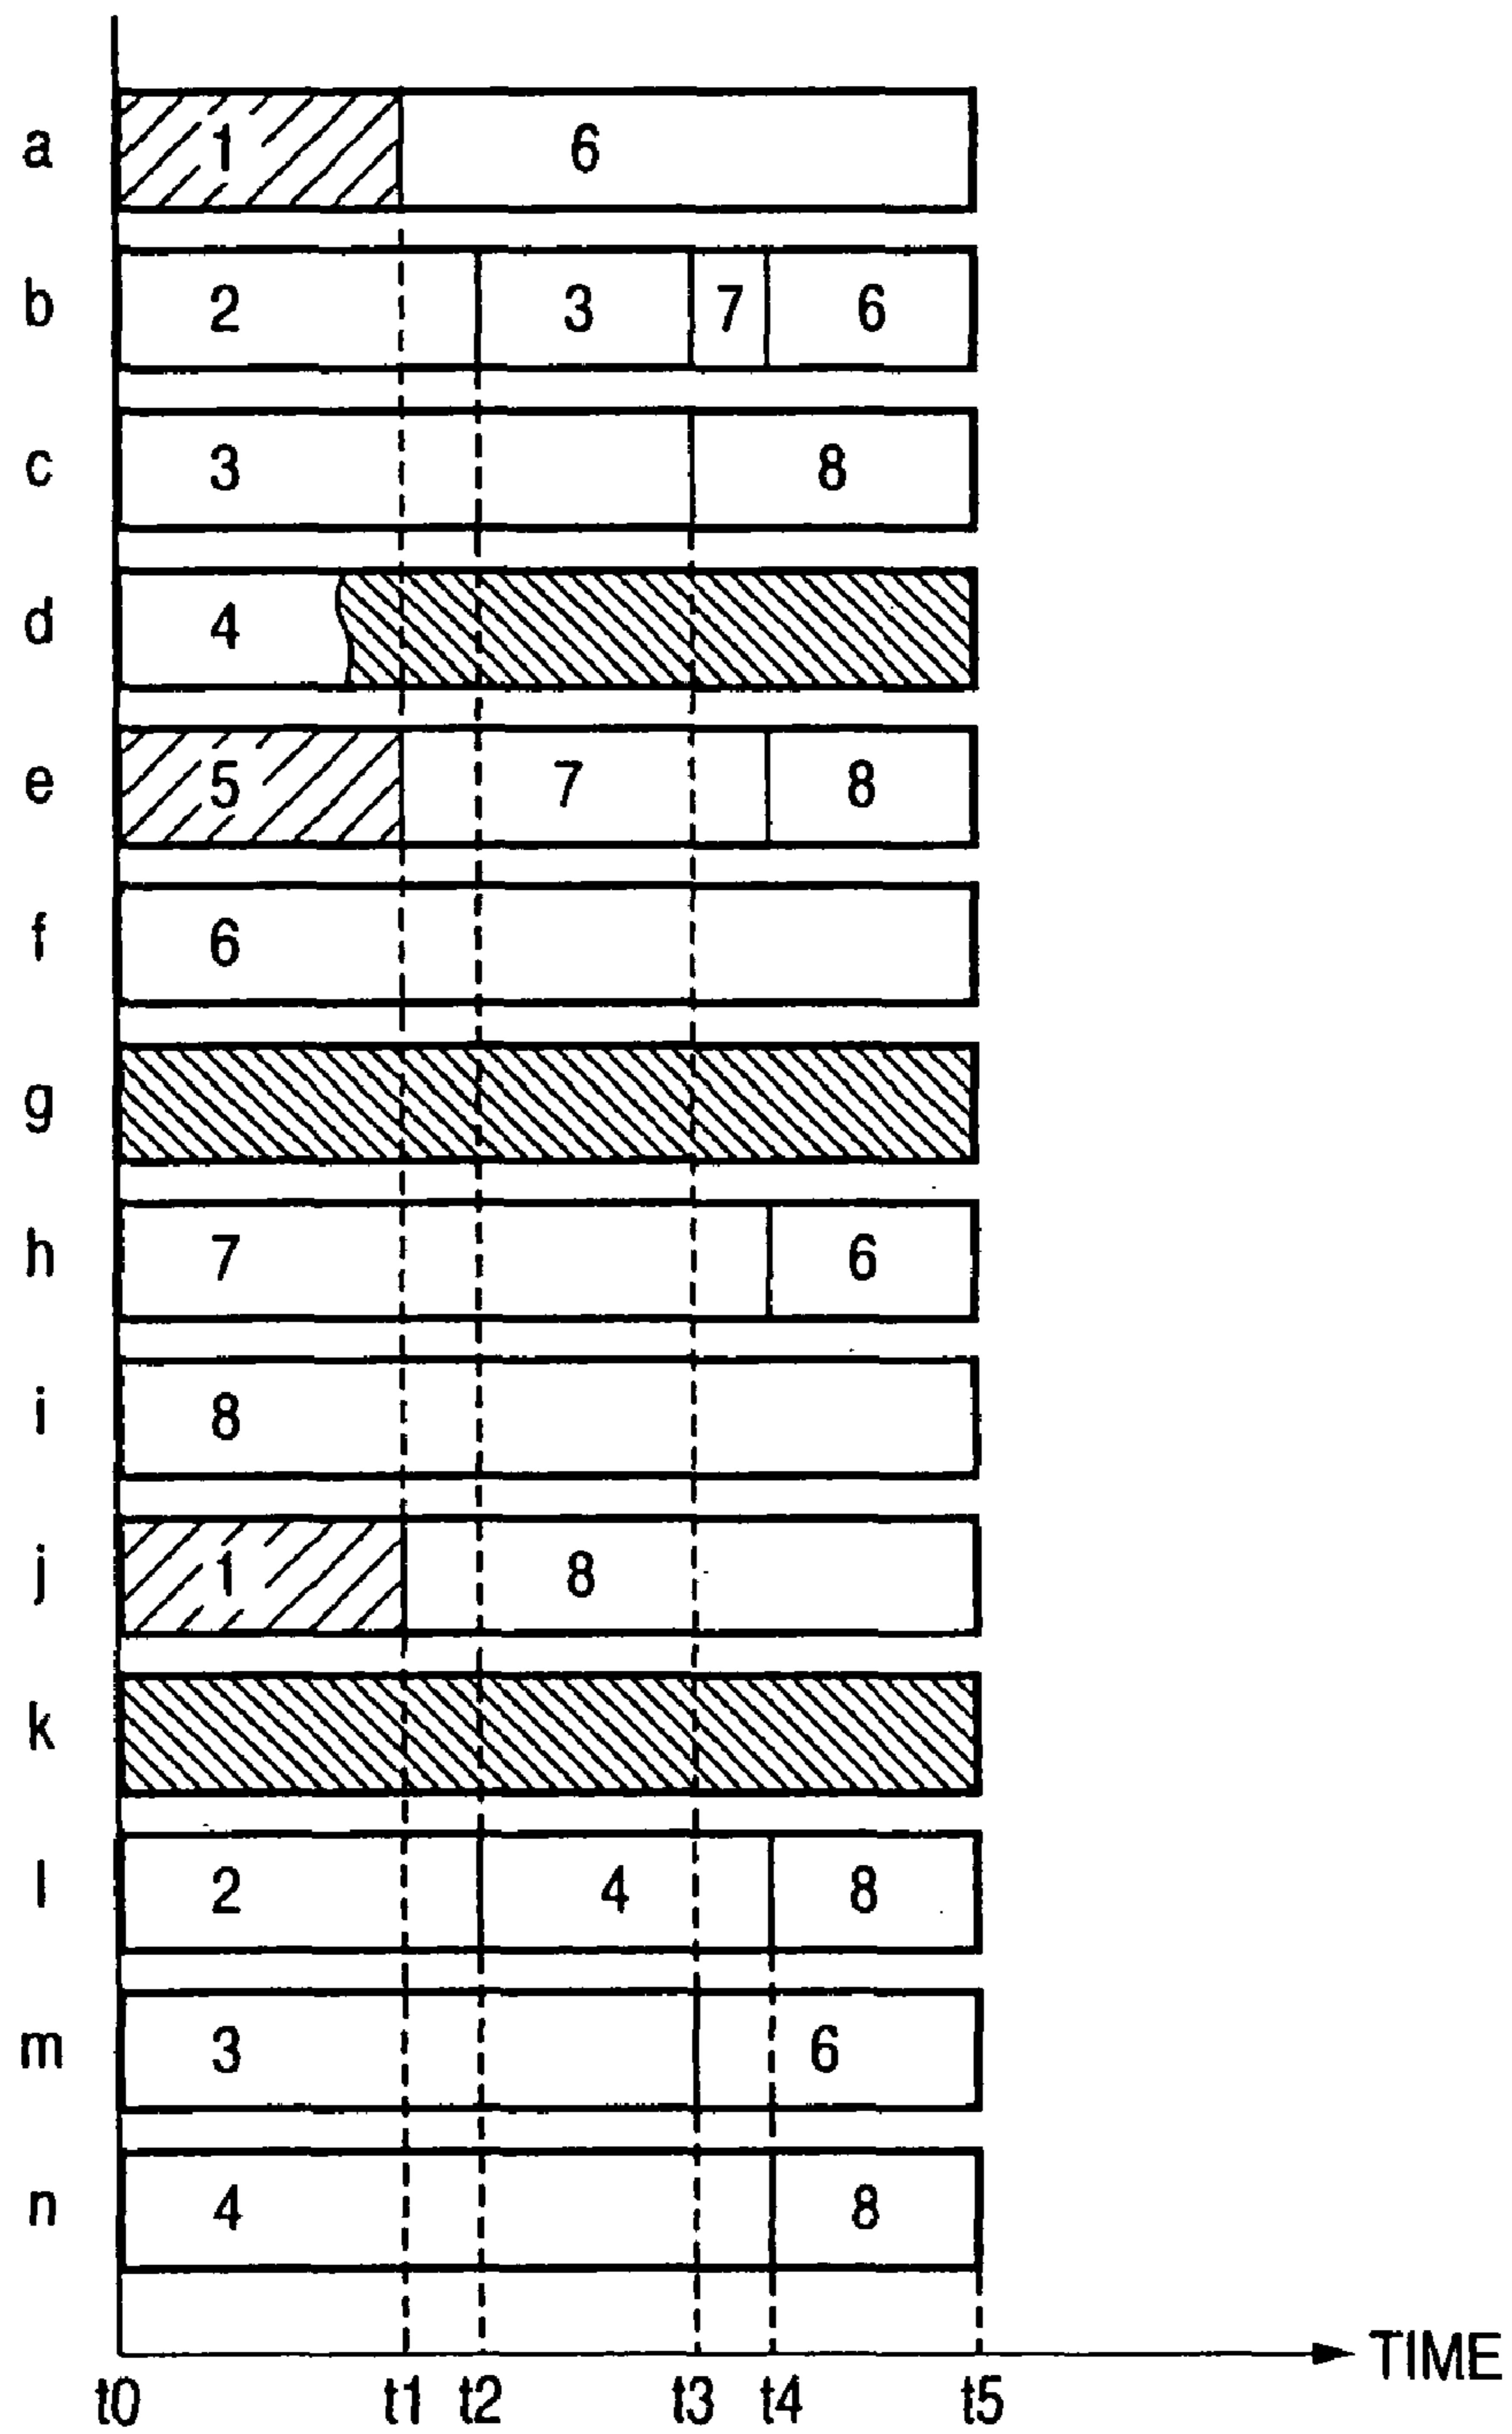 a 1 6
b 2 3 7 6
c 3 8
d 4
e 5 7 8
f 6
g
h 7 6
i 8
j 1 8
k
l 2 4 8
m 3 6
n 4 8
TIME
t0 t1 t2 t3 t4 t5